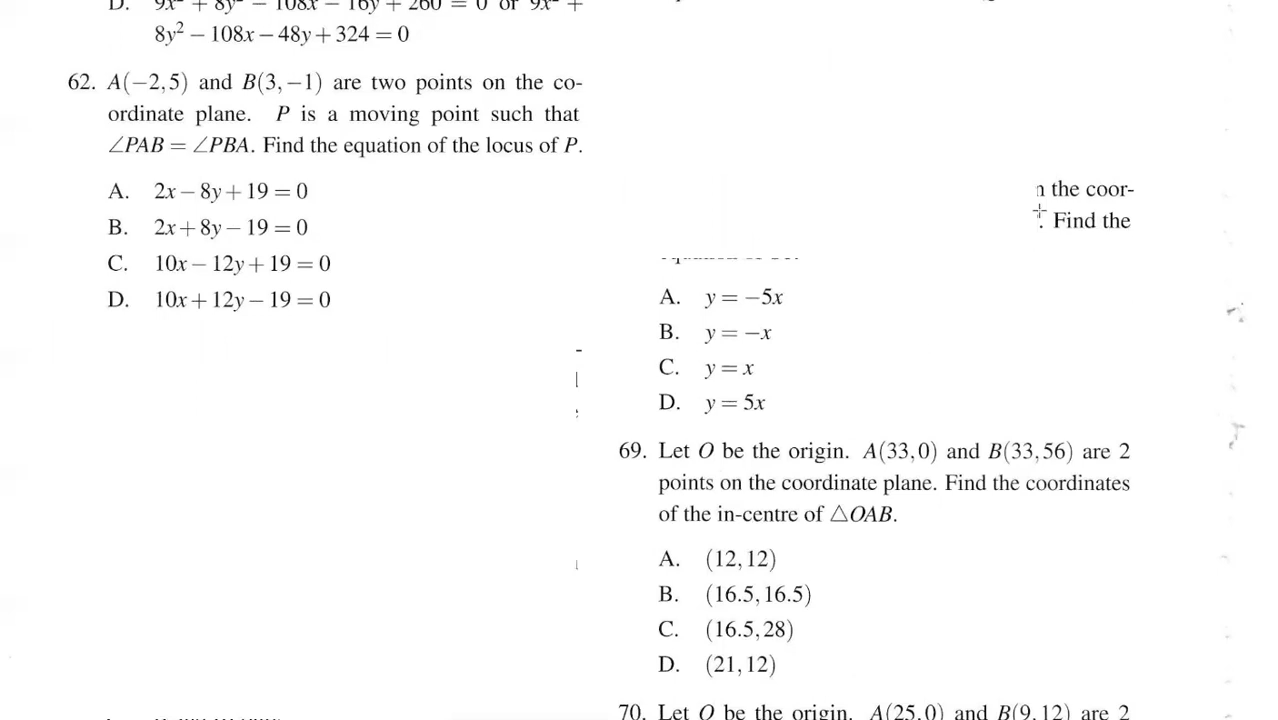 8y² − 108x − 48y + 324 = 0
62. A(−2,5) and B(3,−1) are two points on the co-
ordinate plane. P is a moving point such that
∠PAB = ∠PBA. Find the equation of the locus of P.
A. 2x − 8y + 19 = 0
B. 2x + 8y − 19 = 0
C. 10x − 12y + 19 = 0
D. 10x + 12y − 19 = 0
the coor-
Find the
A. y = −5x
B. y = −x
C. y = x
D. y = 5x
69. Let O be the origin. A(33,0) and B(33,56) are 2
points on the coordinate plane. Find the coordinates
of the in-centre of △OAB.
A. (12,12)
B. (16.5,16.5)
C. (16.5,28)
D. (21,12)
70. Let O be the origin. A(25,0) and B(9,12) are 2